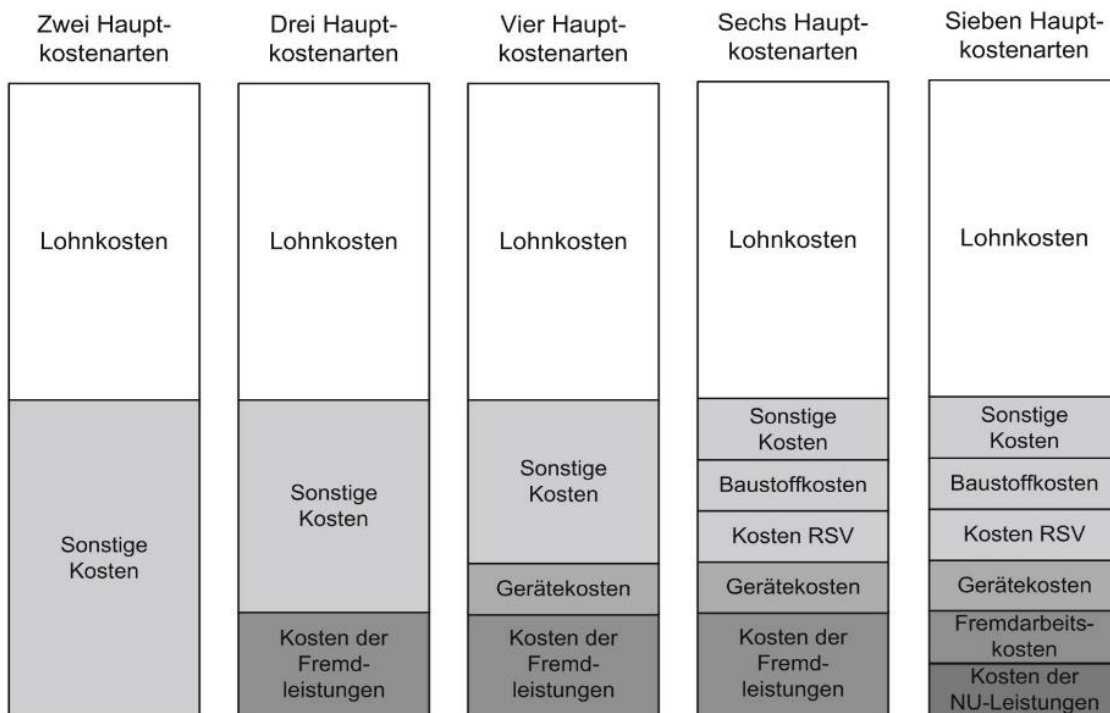 Zwei Haupt-
kostenarten
Lohnkosten
Sonstige
Kosten
Drei Haupt-
kostenarten
Lohnkosten
Sonstige
Kosten
Kosten der
Fremd-
leistungen
Vier Haupt-
kostenarten
Lohnkosten
Sonstige
Kosten
Gerätekosten
Kosten der
Fremd-
leistungen
Sechs Haupt-
kostenarten
Lohnkosten
Sonstige
Kosten
Baustoffkosten
Kosten RSV
Gerätekosten
Kosten der
Fremd-
leistungen
Sieben Haupt-
kostenarten
Lohnkosten
Sonstige
Kosten
Baustoffkosten
Kosten RSV
Gerätekosten
Fremdarbeits-
kosten
Kosten der
NU-Leistungen